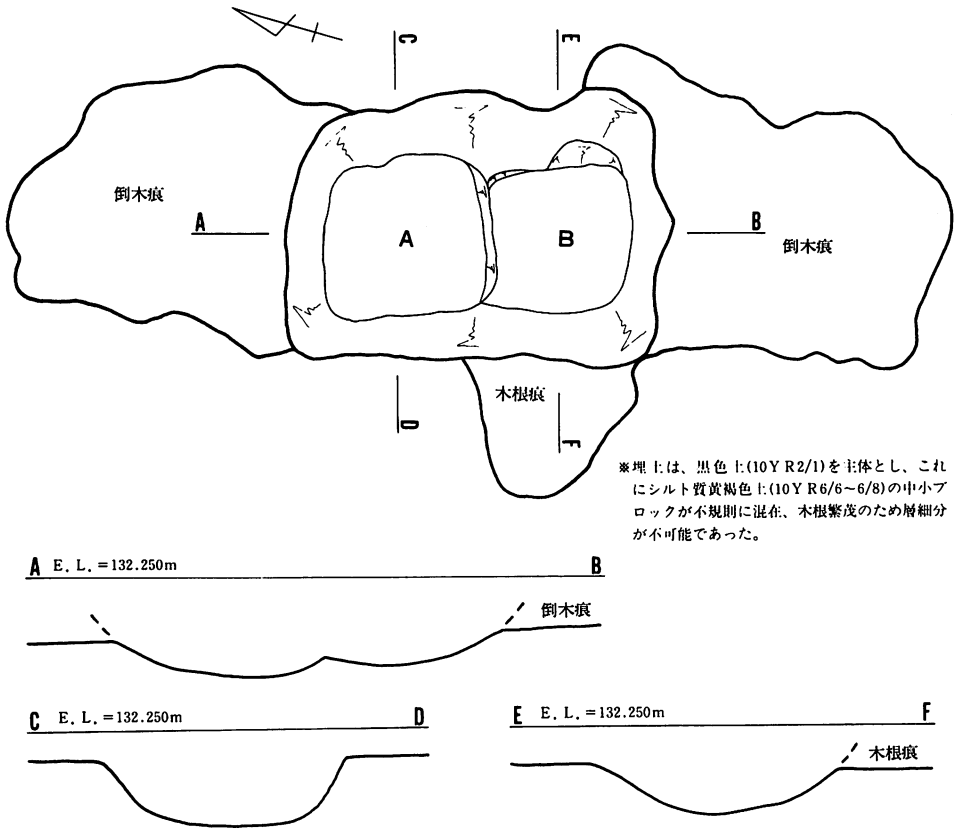 C
E
倒木痕
A
A
B
B
倒木痕
木根痕
D
F
※埋土は、黒色土(10YR2/1)を主体とし、これ
にシルト質黄褐色土(10YR6/6~6/8)の中小ブ
ロックが不規則に混在、木根繁茂のため層細分
が不可能であった。
A E. L. =132.250m B
倒木痕
C E. L. =132.250m D
E E. L. =132.250m F
木根痕